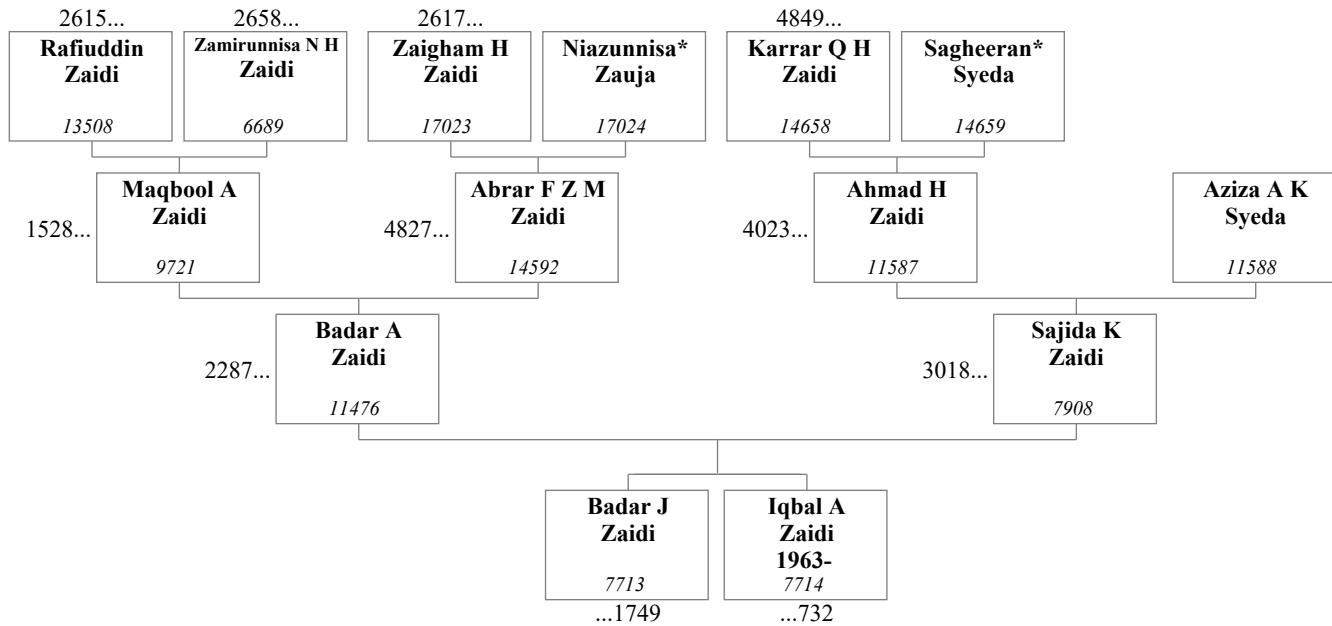 2615...
2658...
2617...
4849...
Rafiuddin
Zaidi
13508
Zamirunnisa N H
Zaidi
6689
Zaigham H
Zaidi
17023
Niazunnisa*
Zauja
17024
Karrar Q H
Zaidi
14658
Sagheeran*
Syeda
14659
1528...
Maqbool A
Zaidi
9721
4827...
Abrar F Z M
Zaidi
14592
4023...
Ahmad H
Zaidi
11587
Aziza A K
Syeda
11588
2287...
Badar A
Zaidi
11476
3018...
Sajida K
Zaidi
7908
Badar J
Zaidi
7713
...1749
Iqbal A
Zaidi
1963-
7714
...732